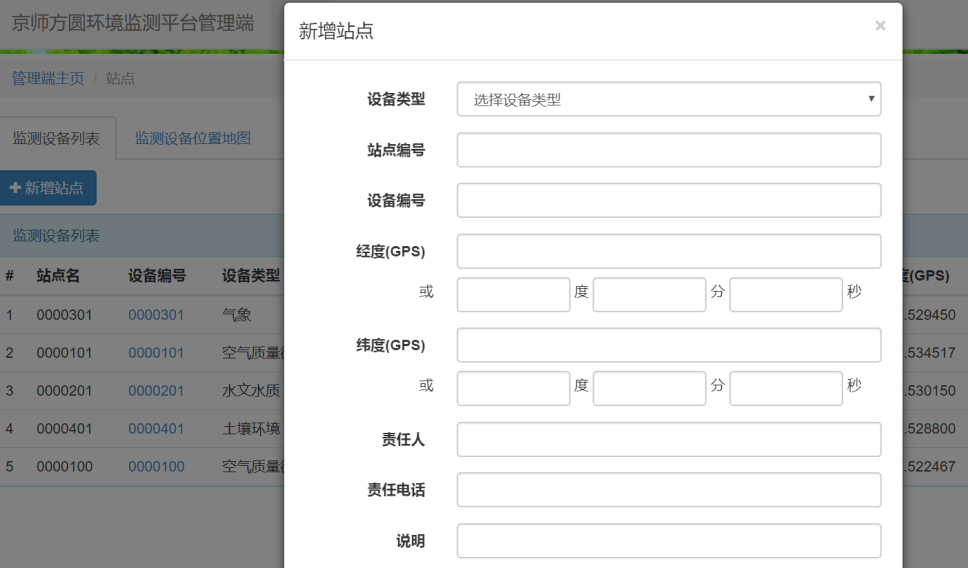 京师方圆环境监测平台管理端
管理端主页 / 站点
监测设备列表 监测设备位置地图
新增站点
监测设备列表
# 站点名 设备编号 设备类型 度(GPS)
1 0000301 0000301 气象 .529450
2 0000101 0000101 空气质量 .534517
3 0000201 0000201 水文水质 .530150
4 0000401 0000401 土壤环境 .528800
5 0000100 0000100 空气质量 .522467
新增站点 ×
设备类型 选择设备类型
站点编号
设备编号
经度(GPS)
或 度 分 秒
纬度(GPS)
或 度 分 秒
责任人
责任电话
说明